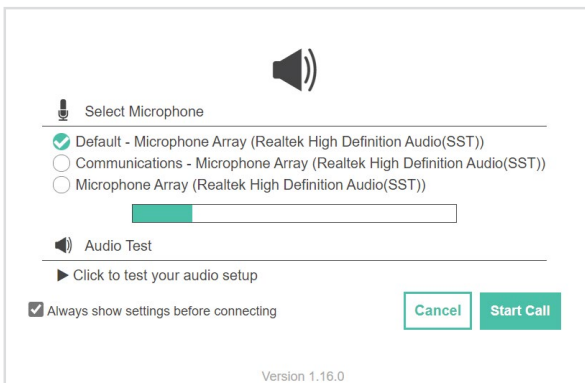 Select Microphone
Default - Microphone Array (Realtek High Definition Audio(SST))
Communications - Microphone Array (Realtek High Definition Audio(SST))
Microphone Array (Realtek High Definition Audio(SST))
Audio Test
Click to test your audio setup
Always show settings before connecting
Cancel
Start Call
Version 1.16.0